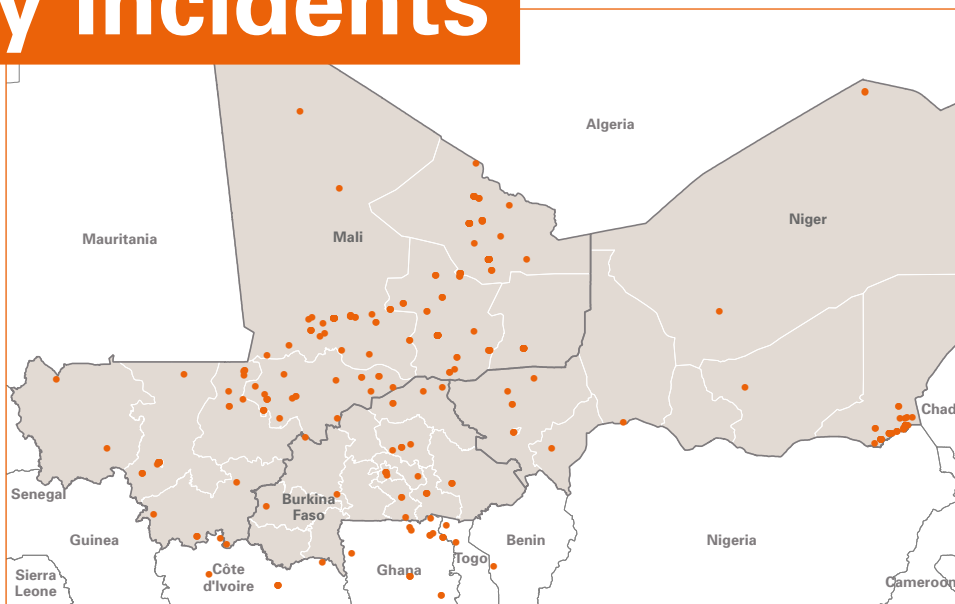 y incidents
Algeria
Niger
Mali
Mauritania
Chad
Senegal
Burkina
Faso
Guinea
Benin
Nigeria
Togo
Côte
d'Ivoire
Ghana
Sierra
Leone
Cameroon